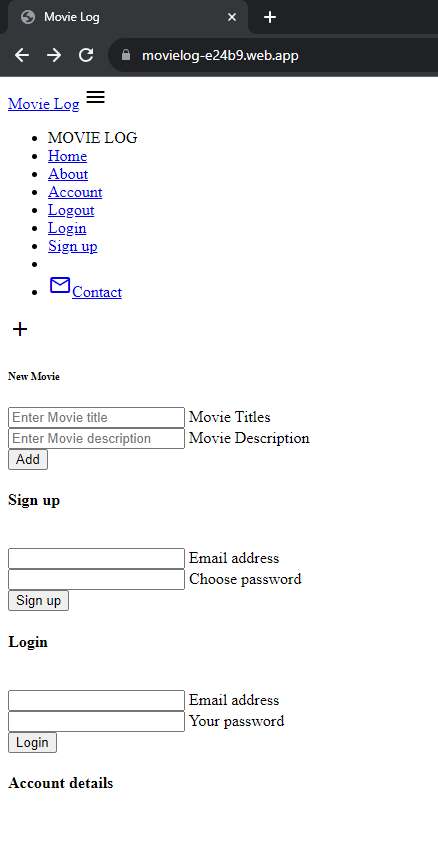 Movie Log
movielog-e24b9.web.app
Movie Log
MOVIE LOG
Home
About
Account
Logout
Login
Sign up
Contact
New Movie
Enter Movie title Movie Titles
Enter Movie description Movie Description
Add
Sign up
Email address
Choose password
Sign up
Login
Email address
Your password
Login
Account details